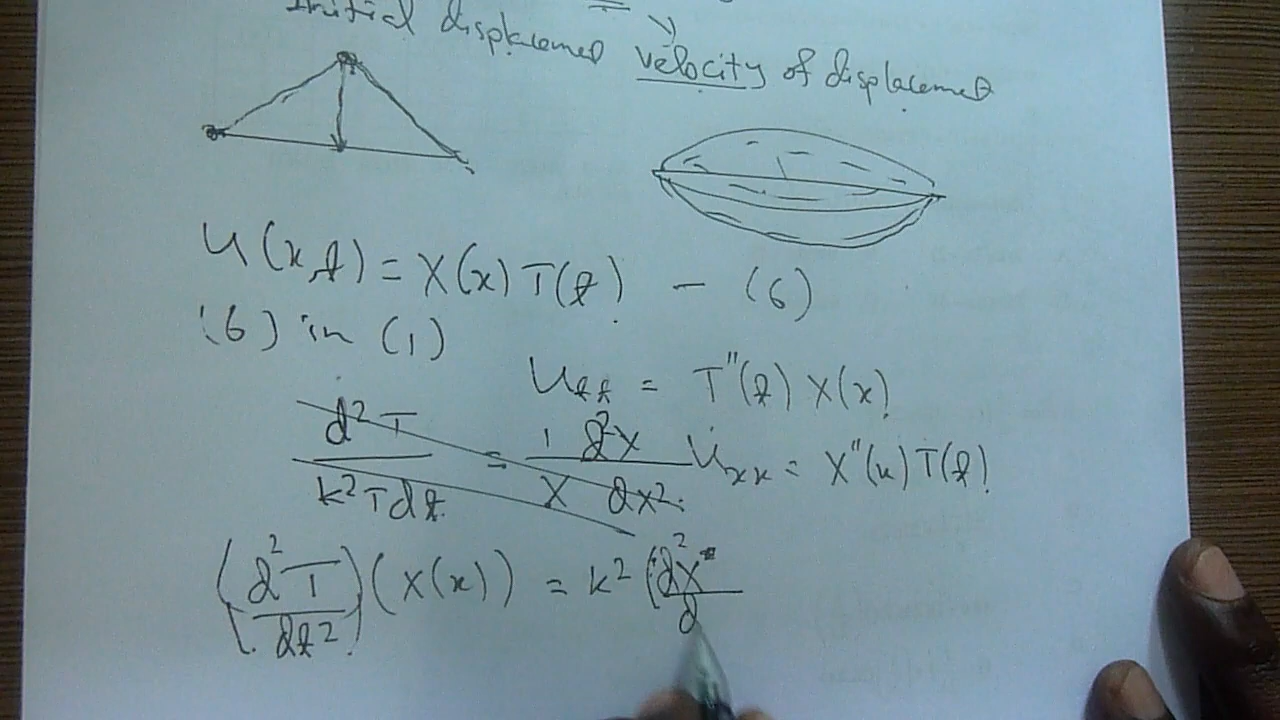 Initial displacement velocity of displacement
u(x,t) = X(x) T(t) - (6)
(6) in (1)
U_tt = T''(t) X(x)
d²T / k²T dt = 1 d²X / X dx²
U_xx = X''(x) T(t)
(d²T / dt²)(X(x)) = k² (d²X / d